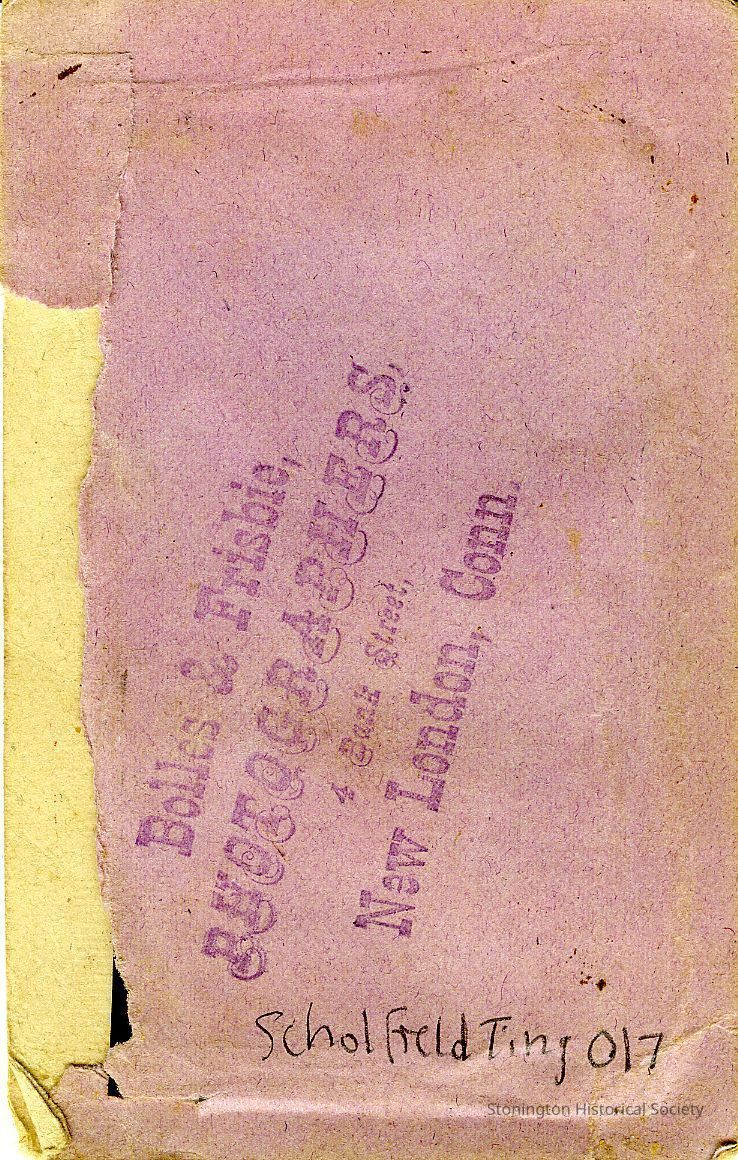 Bolles & Frisbie,
PHOTOGRAPHERS,
4 Bank Street,
New London, Conn.
Scholfield Ting 017
Stonington Historical Society